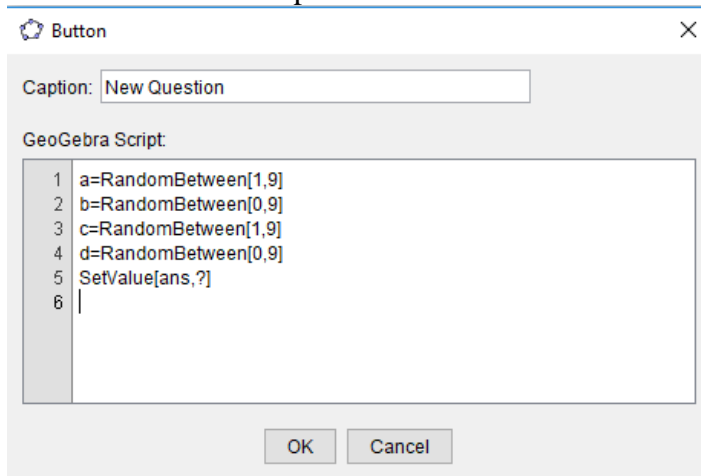 Button
Caption: New Question
GeoGebra Script:
1 a=RandomBetween[1,9]
2 b=RandomBetween[0,9]
3 c=RandomBetween[1,9]
4 d=RandomBetween[0,9]
5 SetValue[ans,?]
6
OK Cancel